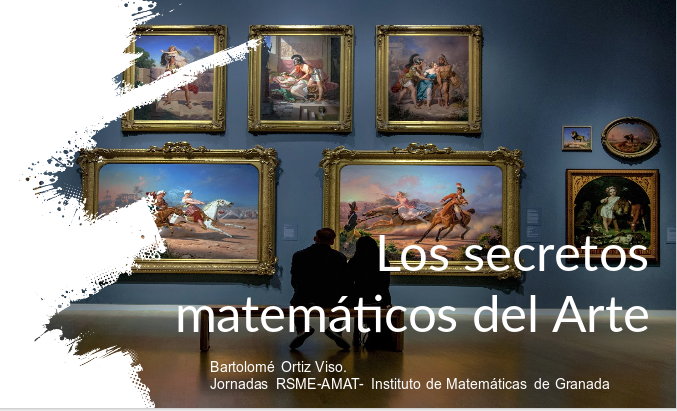 Los secretos
matemáticos del Arte
Bartolomé Ortiz Viso.
Jornadas RSME-AMAT- Instituto de Matemáticas de Granada